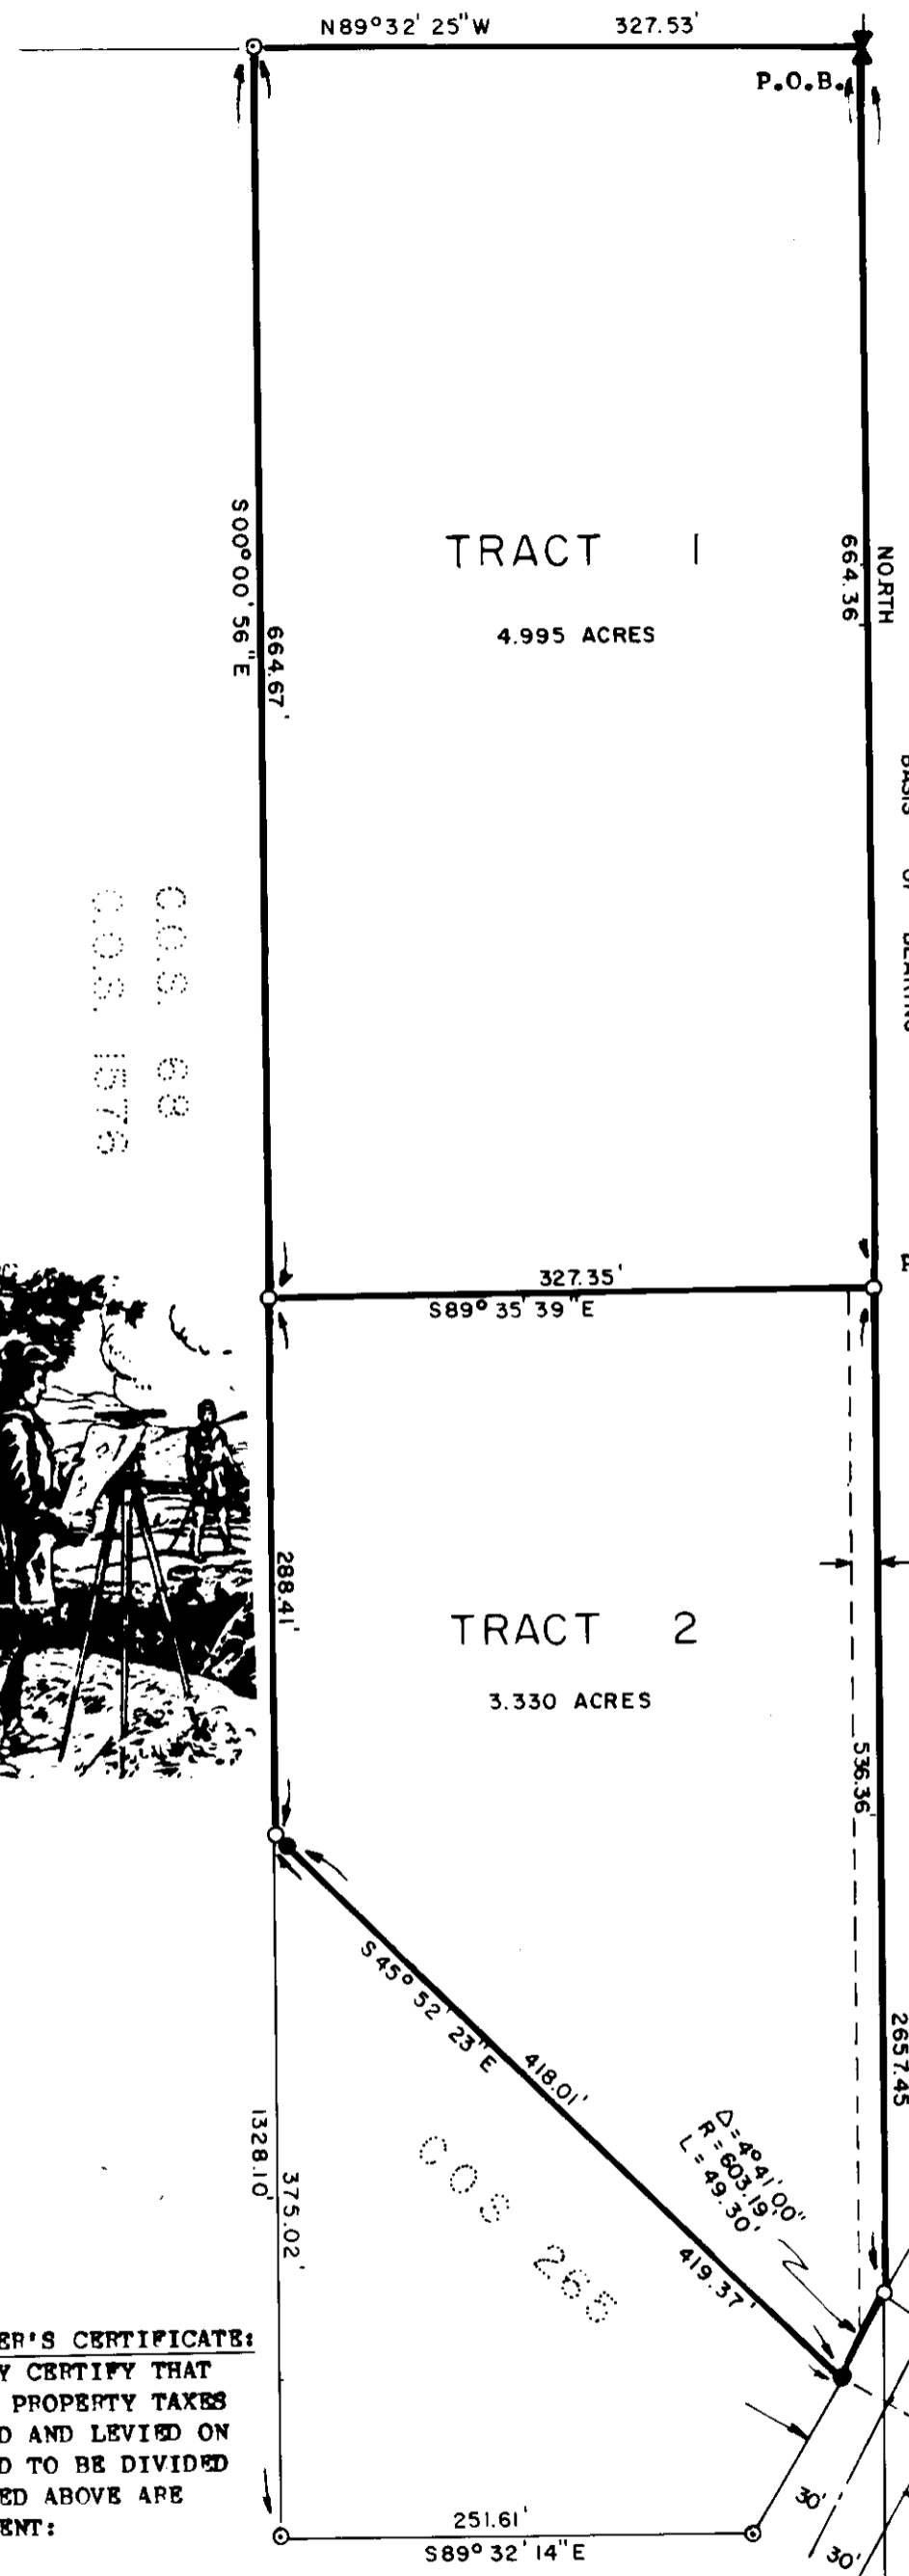 N89°32' 25"W 327.53'
P.O.B.
TRACT 1
4.995 ACRES
NORTH
664.36'
S00°00'56"E
664.67'
BASIS OF BEARING
C.O.S. 68
C.O.S. 1576
327.35'
S89° 35' 39"E
288.41'
TRACT 2
3.330 ACRES
536.36'
2657.45
S45° 52' 23"E
418.01'
419.37'
Δ=4°41'00"
R=603.19'
L=49.30'
COS 265
1328.10'
375.02'
ER'S CERTIFICATE:
Y CERTIFY THAT
PROPERTY TAXES
D AND LEVIED ON
D TO BE DIVIDED
ED ABOVE ARE
ENT:
251.61'
S89° 32' 14"E
30'
30'